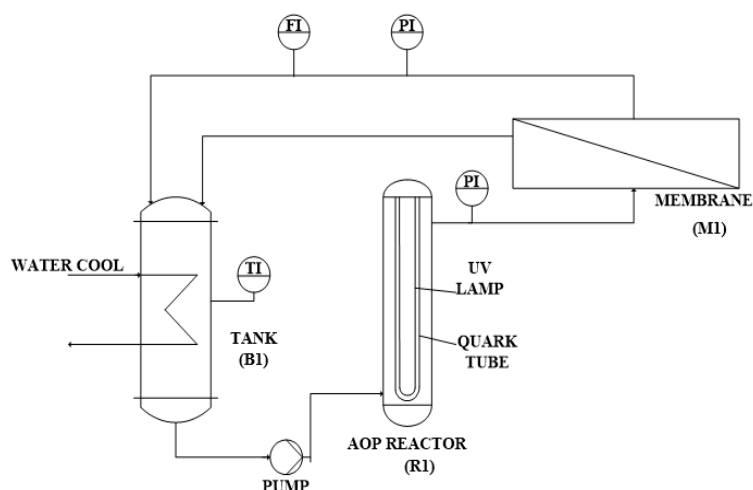 FI
PI
PI
MEMBRANE
(M1)
WATER COOL
TI
UV
LAMP
TANK
(B1)
QUARK
TUBE
AOP REACTOR
(R1)
PUMP